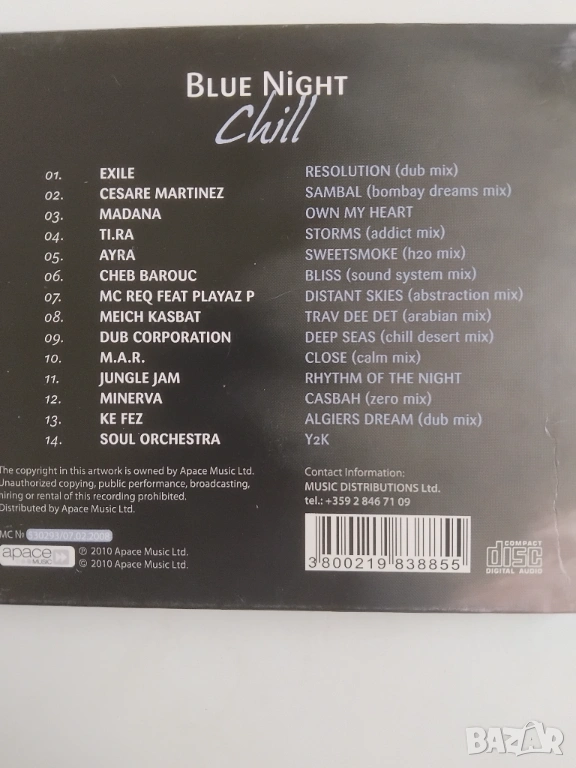 BLUE NIGHT
Chill
01. EXILE RESOLUTION (dub mix)
02. CESARE MARTINEZ SAMBAL (bombay dreams mix)
03. MADANA OWN MY HEART
04. TI.RA STORMS (addict mix)
05. AYRA SWEETSMOKE (h2o mix)
06. CHEB BAROUC BLISS (sound system mix)
07. MC REQ FEAT PLAYAZ P DISTANT SKIES (abstraction mix)
08. MEICH KASBAT TRAV DEE DET (arabian mix)
09. DUB CORPORATION DEEP SEAS (chill desert mix)
10. M.A.R. CLOSE (calm mix)
11. JUNGLE JAM RHYTHM OF THE NIGHT
12. MINERVA CASBAH (zero mix)
13. KE FEZ ALGIERS DREAM (dub mix)
14. SOUL ORCHESTRA Y2K
The copyright in this artwork is owned by Apace Music Ltd.
Unauthorized copying, public performance, broadcasting,
hiring or rental of this recording prohibited.
Distributed by Apace Music Ltd.
Contact Information:
MUSIC DISTRIBUTIONS Ltd.
tel.: +359 2 846 71 09
MC №
apace MUSIC
℗ 2010 Apace Music Ltd.
© 2010 Apace Music Ltd.
3800219838855
COMPACT
disc
DIGITAL AUDIO
BAZAR